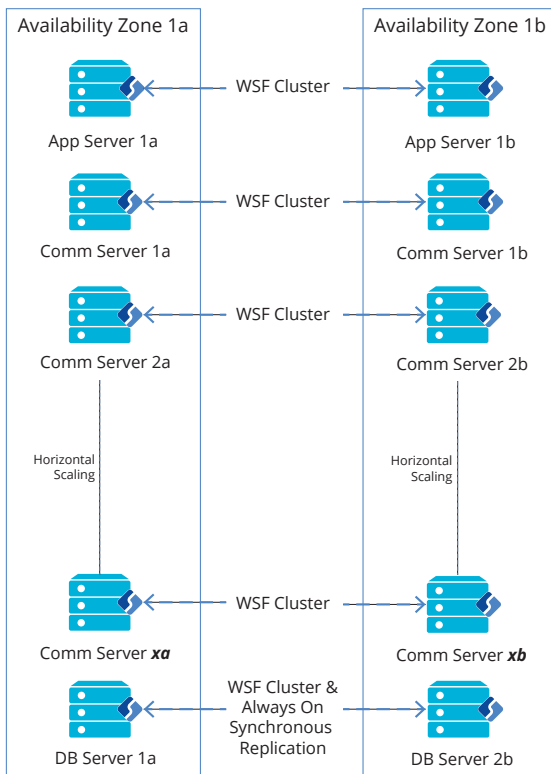 Availability Zone 1a
Availability Zone 1b
WSF Cluster
App Server 1a
App Server 1b
WSF Cluster
Comm Server 1a
Comm Server 1b
WSF Cluster
Comm Server 2a
Comm Server 2b
Horizontal
Scaling
Horizontal
Scaling
WSF Cluster
Comm Server xa
Comm Server xb
WSF Cluster &
Always On
Synchronous
Replication
DB Server 1a
DB Server 2b